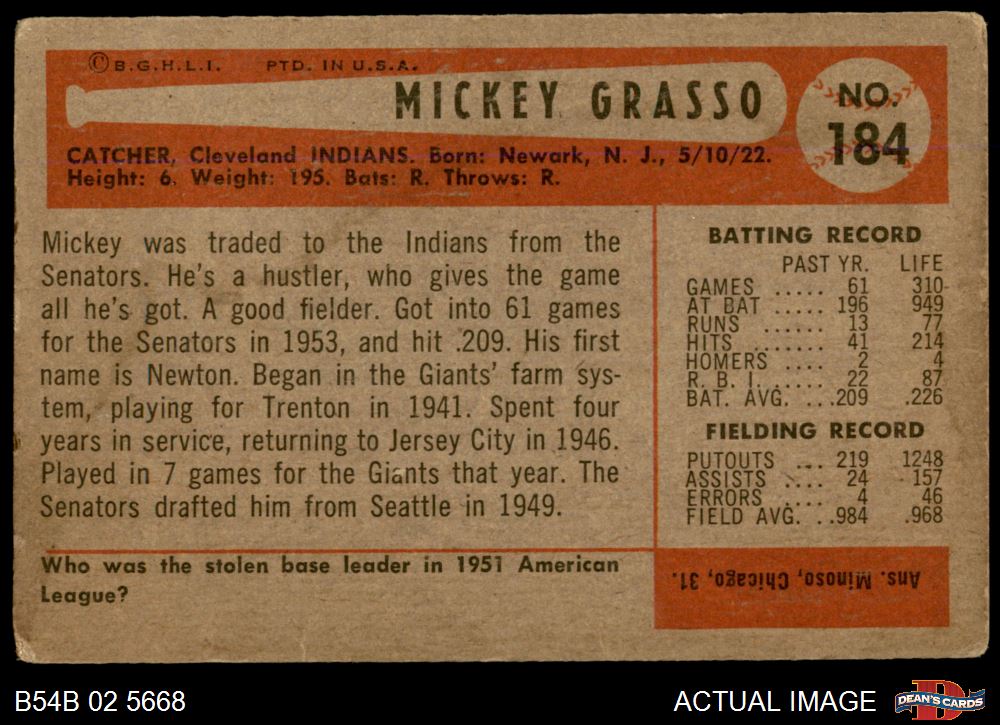 © B.G.H.L.I. PTD. IN U.S.A.
MICKEY GRASSO
NO.
184
CATCHER, Cleveland INDIANS. Born: Newark, N. J., 5/10/22.
Height: 6. Weight: 195. Bats: R. Throws: R.
Mickey was traded to the Indians from the
Senators. He's a hustler, who gives the game
all he's got. A good fielder. Got into 61 games
for the Senators in 1953, and hit .209. His first
name is Newton. Began in the Giants' farm sys-
tem, playing for Trenton in 1941. Spent four
years in service, returning to Jersey City in 1946.
Played in 7 games for the Giants that year. The
Senators drafted him from Seattle in 1949.
Who was the stolen base leader in 1951 American
League?
BATTING RECORD
PAST YR. LIFE
GAMES ..... 61 310
AT BAT ..... 196 949
RUNS ...... 13 77
HITS ....... 41 214
HOMERS .... 2 4
R. B. I. ..... 22 87
BAT. AVG. ...209 .226
FIELDING RECORD
PUTOUTS ... 219 1248
ASSISTS .... 24 157
ERRORS .... 4 46
FIELD AVG. ..984 .968
Ans. Minoso, Chicago, 31.
B54B 02 5668
ACTUAL IMAGE
D
DEAN'S CARDS